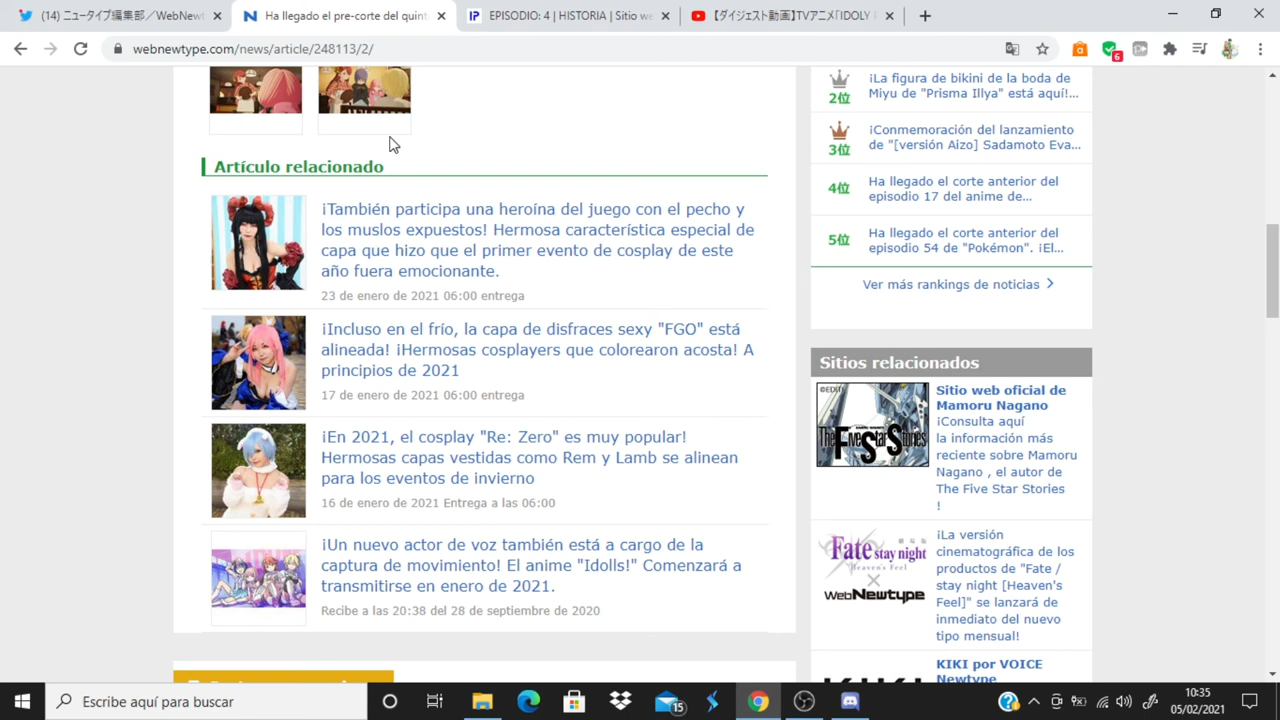 (14) ニュータイプ編集部／WebNewt
Ha llegado el pre-corte del quint
EPISODIO: 4 | HISTORIA | Sitio we
【ダイジェスト動画】TVアニメ「IDOLY P
webnewtype.com/news/article/248113/2/
6
Artículo relacionado
¡También participa una heroína del juego con el pecho y
los muslos expuestos! Hermosa característica especial de
capa que hizo que el primer evento de cosplay de este
año fuera emocionante.
23 de enero de 2021 06:00 entrega
¡Incluso en el frío, la capa de disfraces sexy "FGO" está
alineada! ¡Hermosas cosplayers que colorearon acosta! A
principios de 2021
17 de enero de 2021 06:00 entrega
¡En 2021, el cosplay "Re: Zero" es muy popular!
Hermosas capas vestidas como Rem y Lamb se alinean
para los eventos de invierno
16 de enero de 2021 Entrega a las 06:00
¡Un nuevo actor de voz también está a cargo de la
captura de movimiento! El anime "Idolls!" Comenzará a
transmitirse en enero de 2021.
Recibe a las 20:38 del 28 de septiembre de 2020
2位
¡La figura de bikini de la boda de
Miyu de "Prisma Illya" está aquí!...
3位
¡Conmemoración del lanzamiento
de "[versión Aizo] Sadamoto Eva...
4位
Ha llegado el corte anterior del
episodio 17 del anime de...
5位
Ha llegado el corte anterior del
episodio 54 de "Pokémon". ¡El...
Ver más rankings de noticias
Sitios relacionados
©EDIT
The Five Star Stories
Sitio web oficial de
Mamoru Nagano
¡Consulta aquí
la información más
reciente sobre Mamoru
Nagano , el autor de
The Five Star Stories
!
Fate stay night
Heaven's Feel
WebNewtype
¡La versión
cinematográfica de los
productos de "Fate /
stay night [Heaven's
Feel]" se lanzará de
inmediato del nuevo
tipo mensual!
KIKI por VOICE
Newtype
Escribe aquí para buscar
15
10:35
05/02/2021